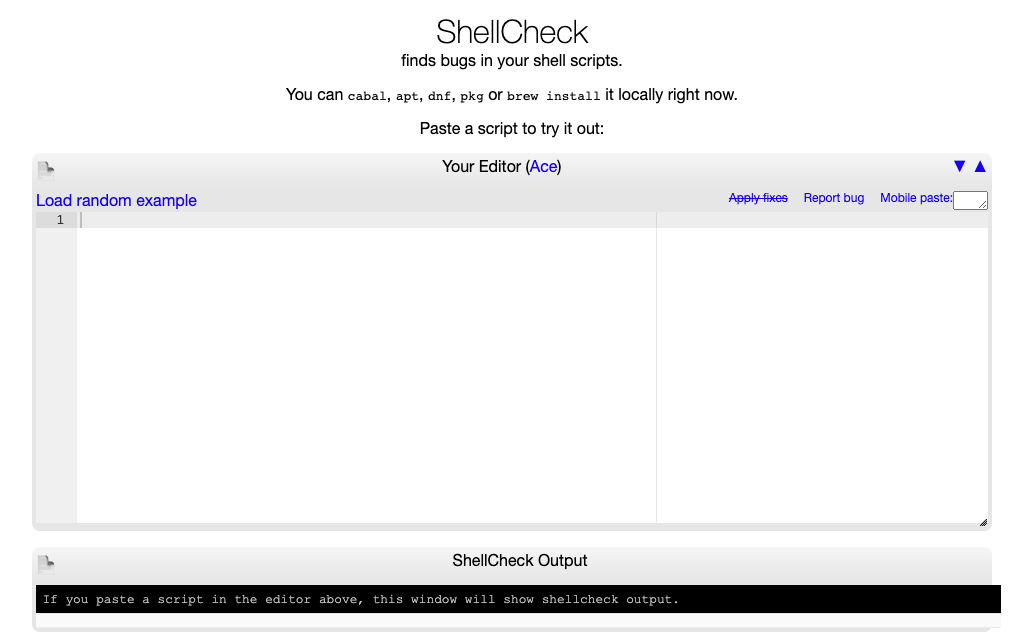 ShellCheck
finds bugs in your shell scripts.
You can cabal, apt, dnf, pkg or brew install it locally right now.
Paste a script to try it out:
Your Editor (Ace) ▼ ▲
Load random example Apply fixes Report bug Mobile paste:
1
ShellCheck Output
If you paste a script in the editor above, this window will show shellcheck output.